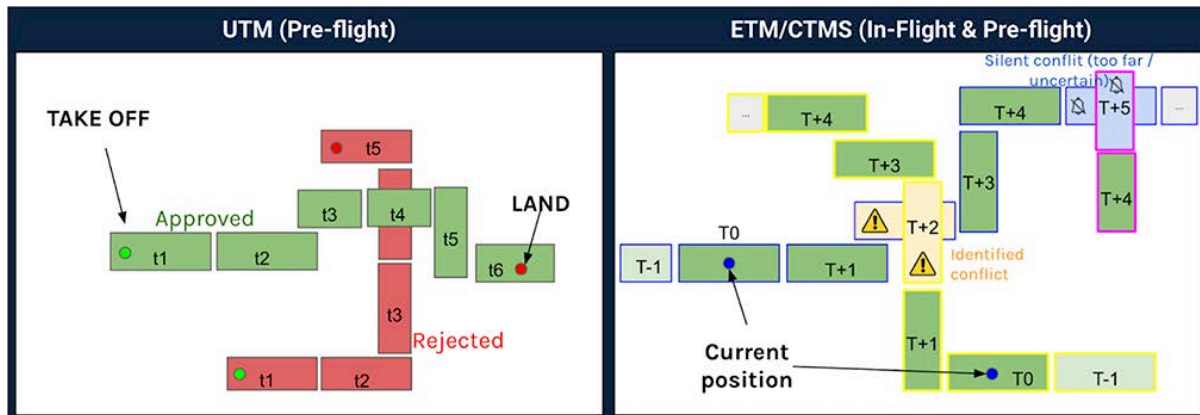 UTM (Pre-flight)
TAKE OFF
Approved
t1
t2
t3
t4
t5
t6
LAND
t5
t3
Rejected
t1
t2
ETM/CTMS (In-Flight & Pre-flight)
Silent conflit (too far /
uncertain)
...
T+4
T+4
T+5
...
T+3
T+3
T+4
T+2
T0
Identified
conflict
T-1
T+1
T+1
Current
position
T0
T-1